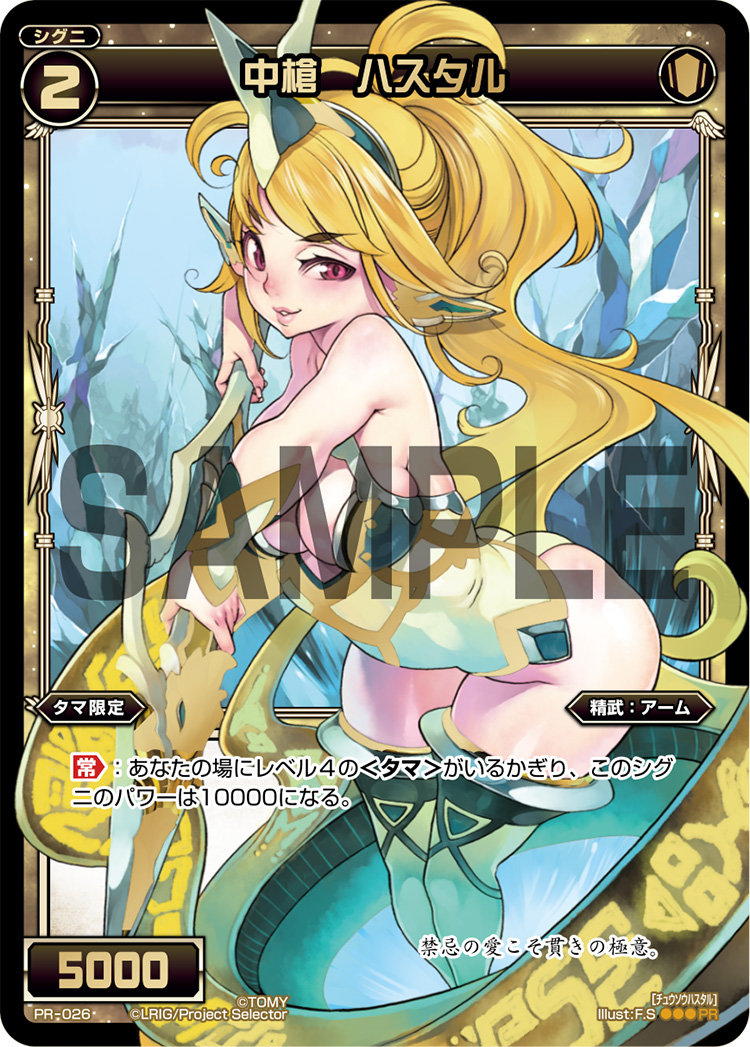 シグニ
2
中槍 ハスタル
SAMPLE
タマ限定
精武:アーム
常:あなたの場にレベル4の<タマ>がいるかぎり、このシグ
ニのパワーは10000になる。
禁忌の愛こそ貫きの極意。
5000
[チュウソウハスタル]
©TOMY
PR-026 ©LRIG/Project Selector Illust:F.S ●●●PR